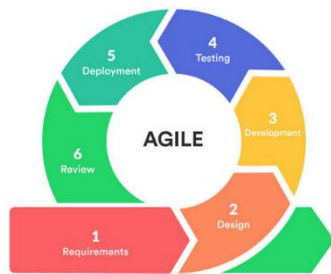 AGILE
1
Requirements
2
Design
3
Development
4
Testing
5
Deployment
6
Review